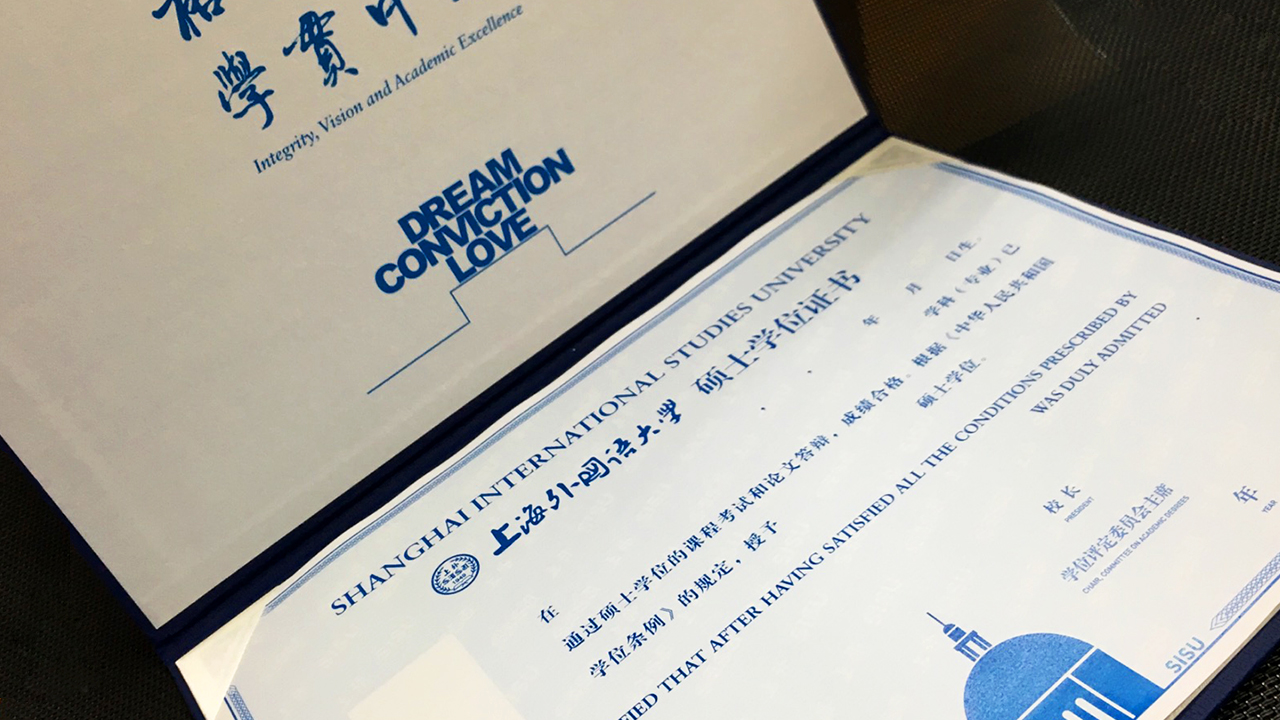 格
學貫中
Integrity, Vision and Academic Excellence
DREAM
CONVICTION
LOVE
SHANGHAI INTERNATIONAL STUDIES UNIVERSITY
上海外国语大学 硕士学位证书
年 月 日生。
在 学科（专业）已
通过硕士学位的课程考试和论文答辩，成绩合格。根据《中华人民共和国
学位条例》的规定，授予 硕士学位。
THAT AFTER HAVING SATISFIED ALL THE CONDITIONS PRESCRIBED BY
WAS DULY ADMITTED
校长
PRESIDENT
学位评定委员会主席
CHAIR, COMMITTEE ON ACADEMIC DEGREES
年
YEAR
SISU